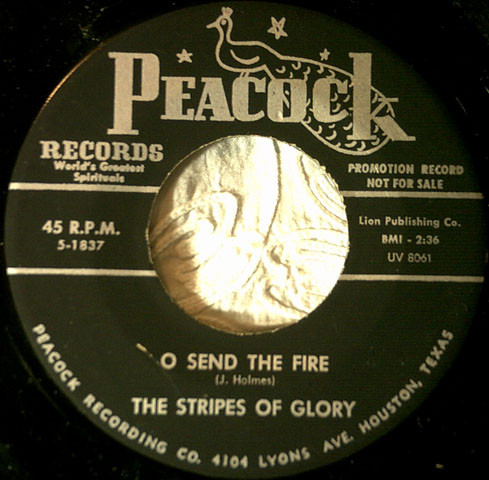 PEACOCK
RECORDS
World's Greatest
Spirituals
PROMOTION RECORD
NOT FOR SALE
45 R.P.M.
5-1837
Lion Publishing Co.
BMI - 2:36
UV 8061
O SEND THE FIRE
(J. Holmes)
THE STRIPES OF GLORY
PEACOCK RECORDING CO. 4104 LYONS AVE. HOUSTON, TEXAS